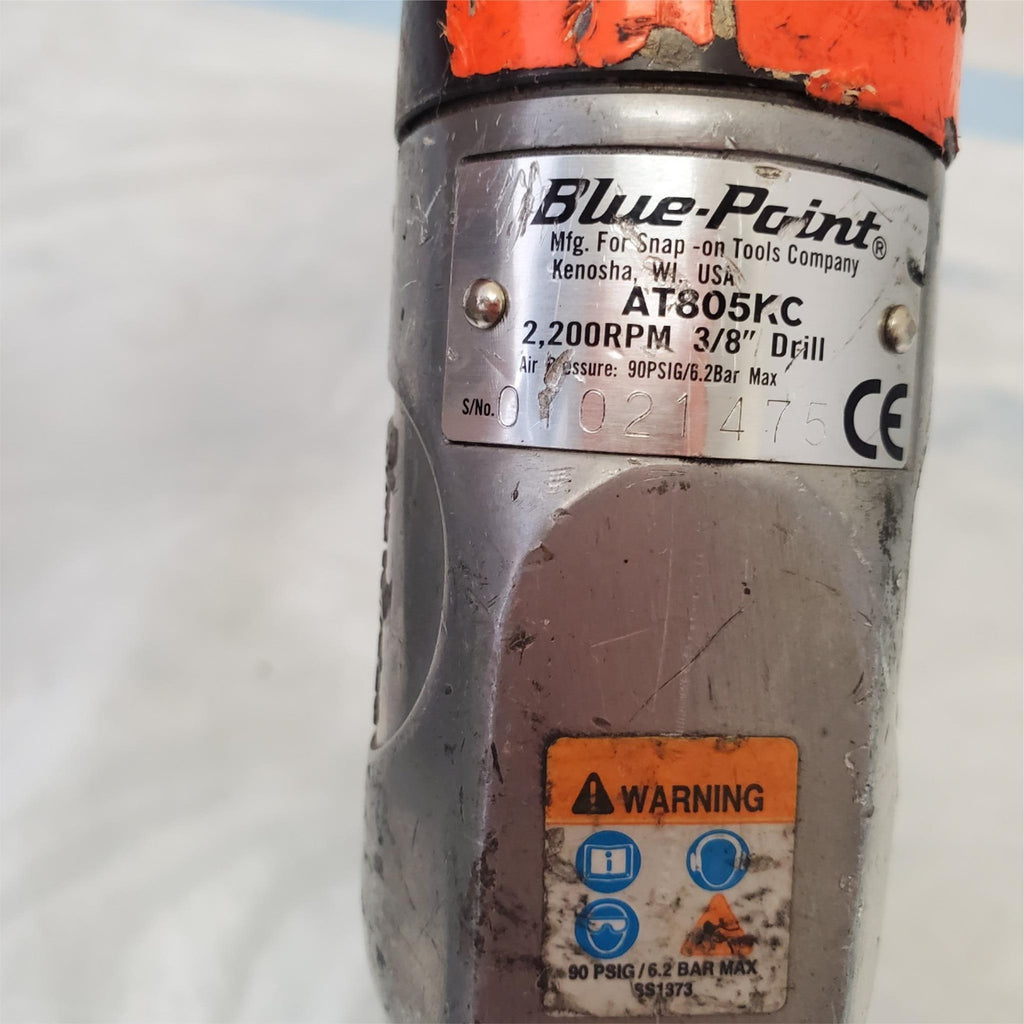 Blue-Point®
Mfg. For Snap-on Tools Company
Kenosha, WI. USA
AT805KC
2,200RPM 3/8" Drill
Air Pressure: 90PSIG/6.2Bar Max
S/No. 01021475 CE
WARNING
90 PSIG/6.2 BAR MAX
SS1373